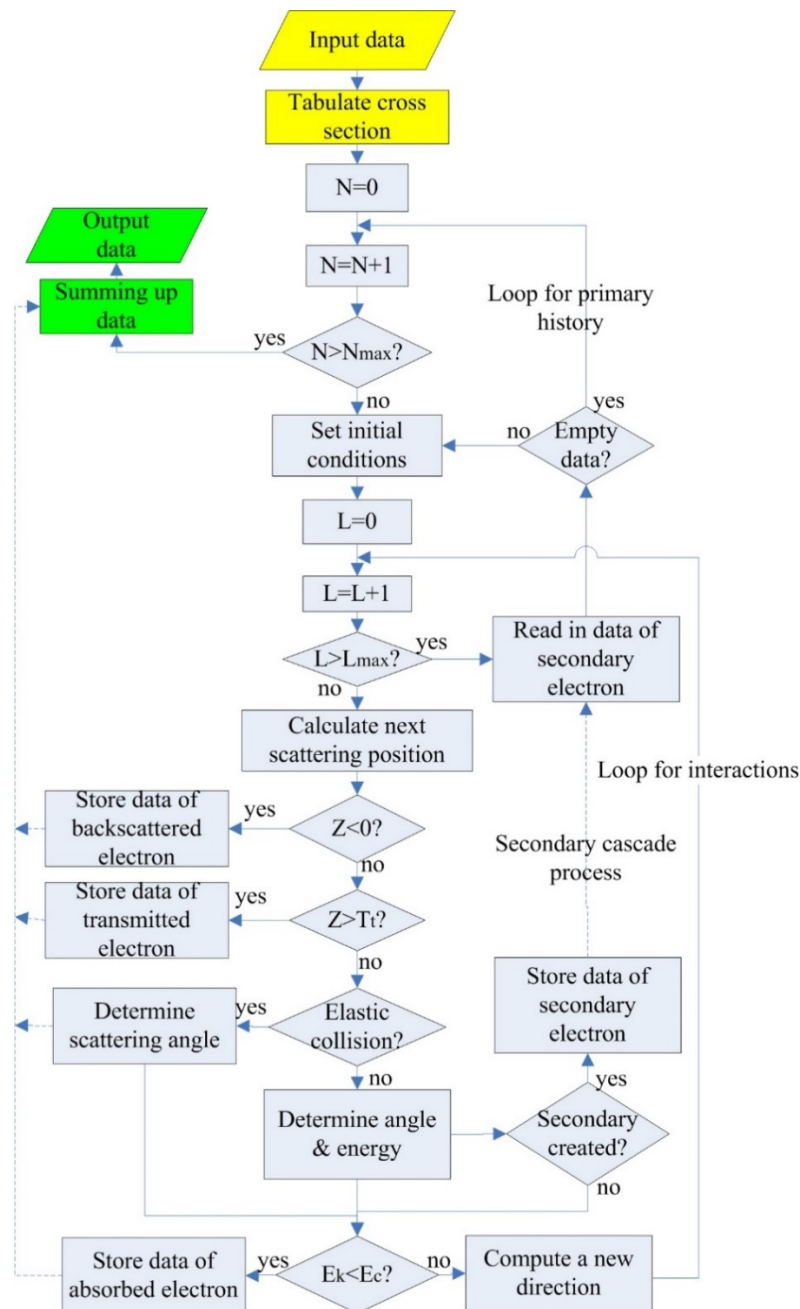 Input data
Tabulate cross
section
N=0
Output
data
N=N+1
Summing up
data
Loop for primary
history
yes
N>Nmax?
no
yes
Set initial
conditions
no
Empty
data?
L=0
L=L+1
L>Lmax?
yes
no
Read in data of
secondary
electron
Calculate next
scattering position
Loop for interactions
Store data of
backscattered
electron
yes
Z<0?
no
Secondary cascade
process
Store data of
transmitted
electron
yes
Z>Tt?
no
Store data of
secondary
electron
Determine
scattering angle
yes
Elastic
collision?
no
yes
Determine angle
& energy
Secondary
created?
no
Store data of
absorbed electron
yes
Ek<Ec?
no
Compute a new
direction